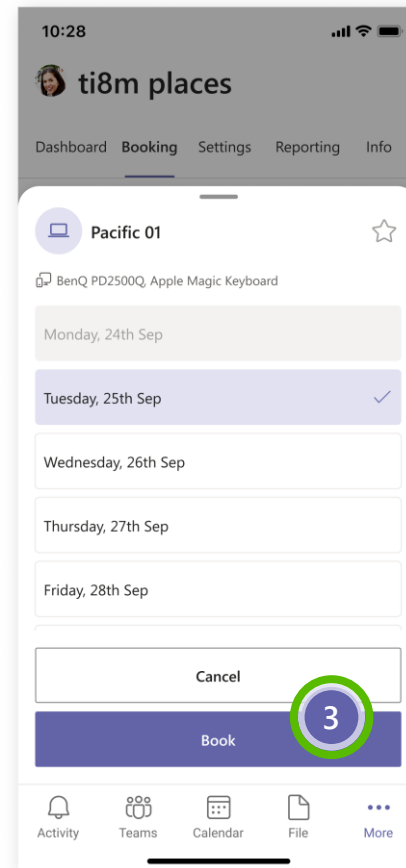 10:28
ti8m places
Dashboard Booking Settings Reporting Info
Pacific 01
BenQ PD2500Q, Apple Magic Keyboard
Monday, 24th Sep
Tuesday, 25th Sep
Wednesday, 26th Sep
Thursday, 27th Sep
Friday, 28th Sep
Cancel
3
Book
Activity Teams Calendar File More